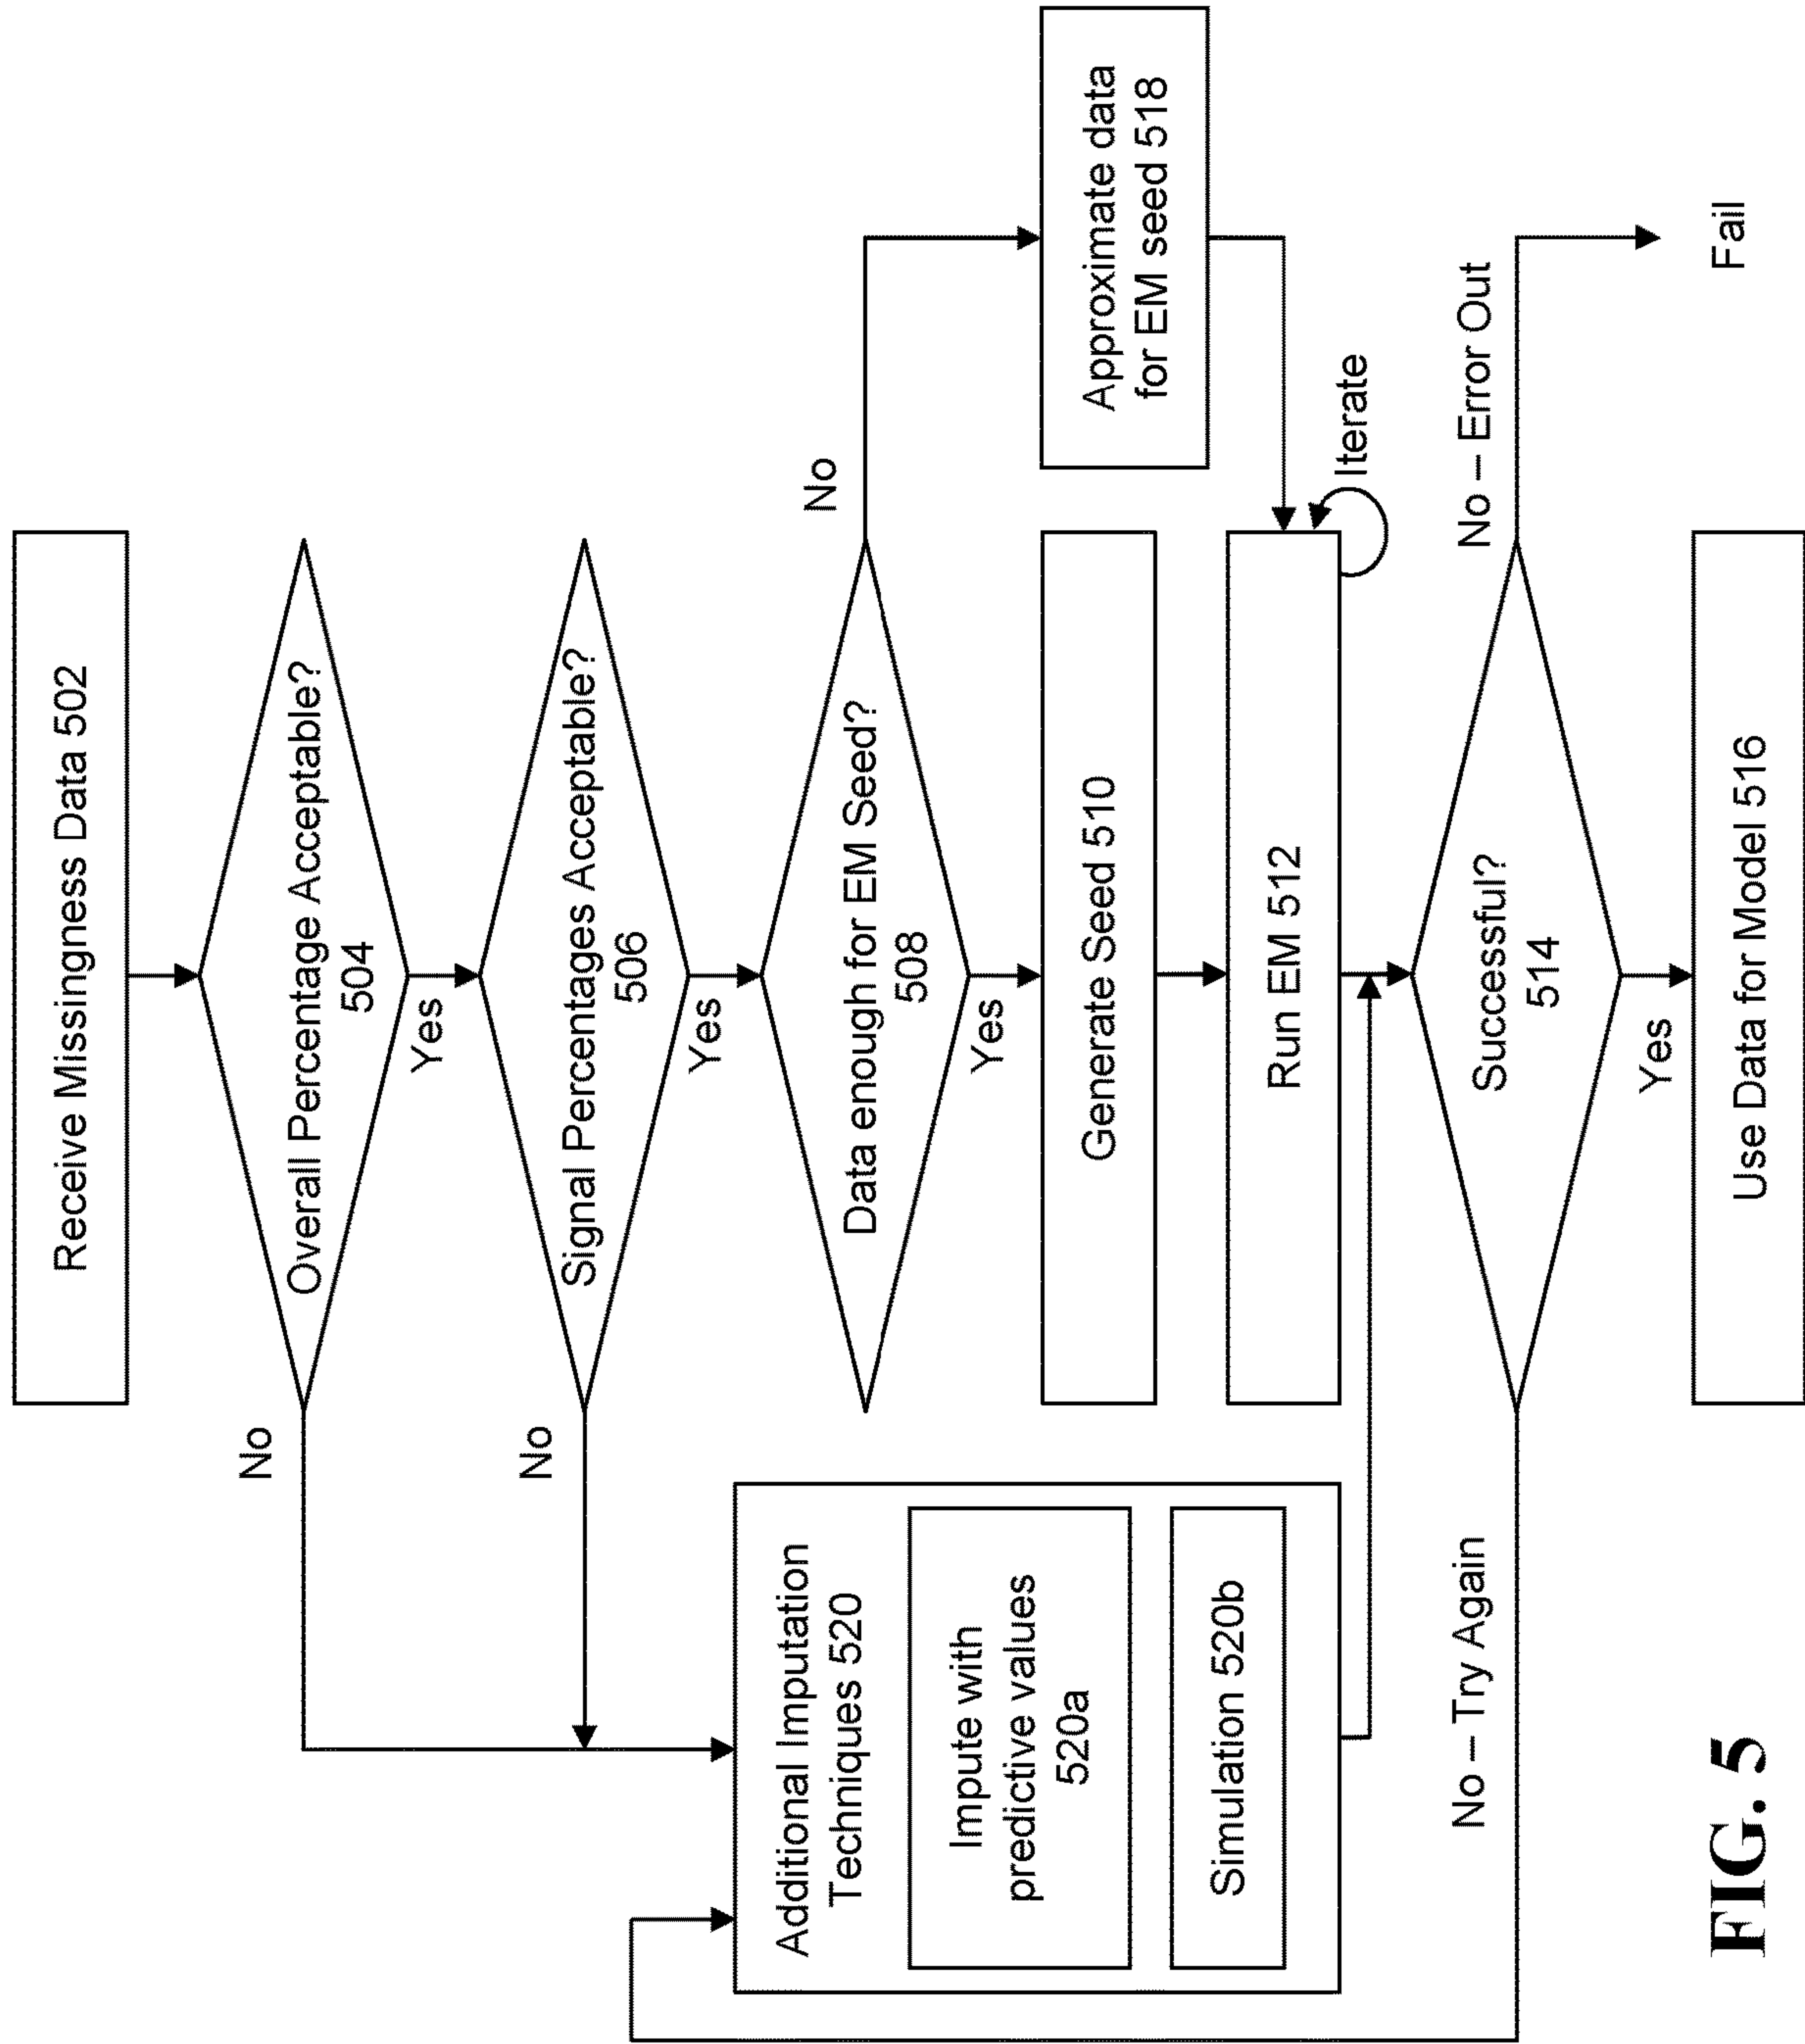 Receive Missingness Data 502
Overall Percentage Acceptable?
504
No
Yes
Signal Percentages Acceptable?
506
No
Yes
Data enough for EM Seed?
508
No
Yes
Additional Imputation
Techniques 520
Impute with
predictive values
520a
Simulation 520b
Generate Seed 510
Approximate data
for EM seed 518
Run EM 512
Iterate
Successful?
514
No – Try Again
No – Error Out
Yes
Fail
Use Data for Model 516
FIG. 5